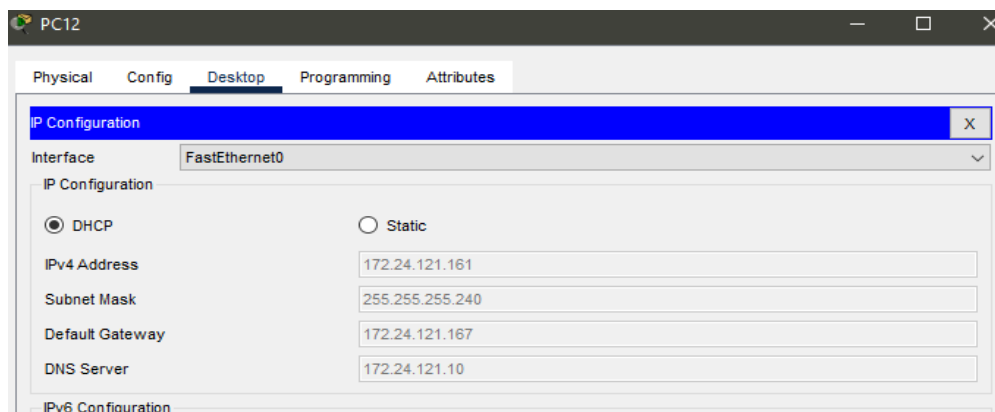 PC12
Physical Config Desktop Programming Attributes
IP Configuration X
Interface FastEthernet0
IP Configuration
DHCP Static
IPv4 Address 172.24.121.161
Subnet Mask 255.255.255.240
Default Gateway 172.24.121.167
DNS Server 172.24.121.10
IPv6 Configuration